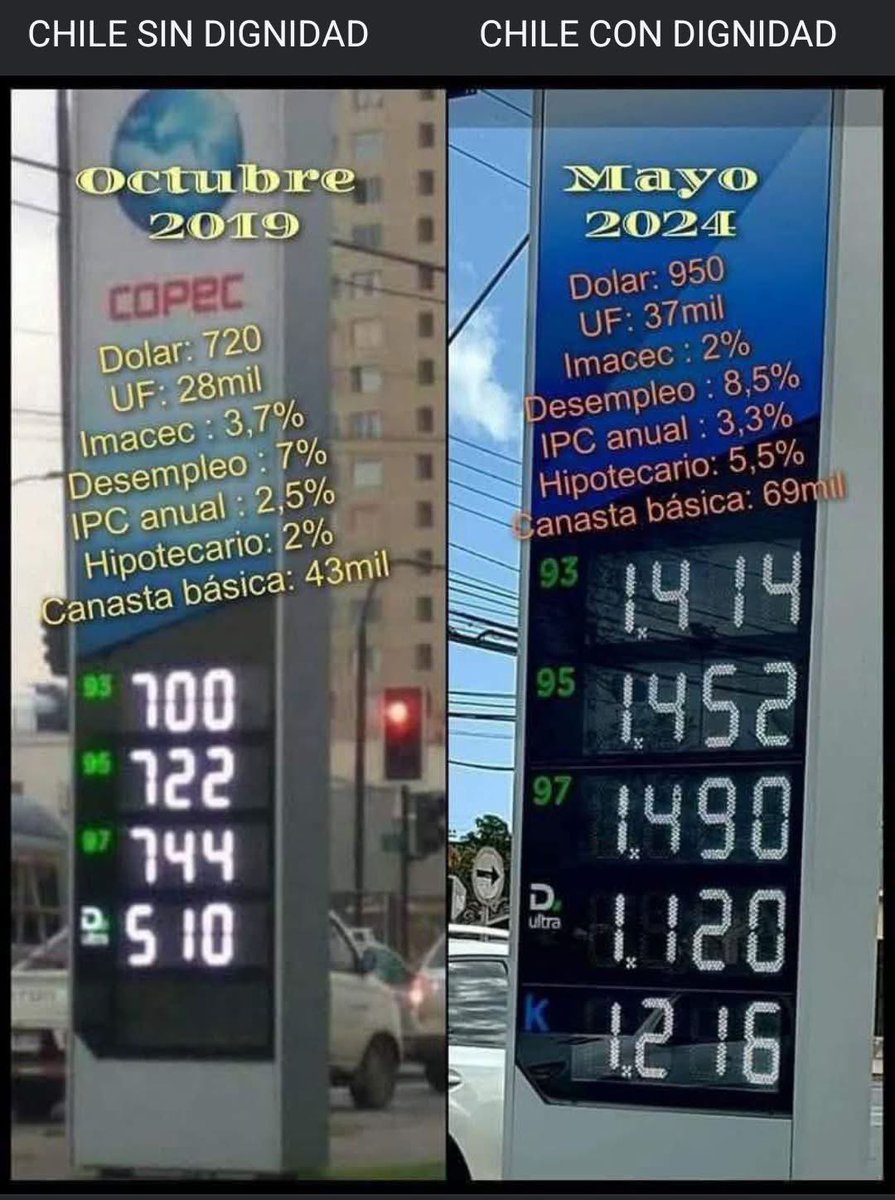 CHILE SIN DIGNIDAD
CHILE CON DIGNIDAD
Octubre
2019
COPEC
Dolar: 720
UF: 28mil
Imacec : 3,7%
Desempleo : 7%
IPC anual : 2,5%
Hipotecario: 2%
Canasta básica: 43mil
93 700
95 722
97 744
D 510
Mayo
2024
Dolar: 950
UF: 37mil
Imacec : 2%
Desempleo : 8,5%
IPC anual : 3,3%
Hipotecario: 5,5%
Canasta básica: 69mil
93 1.414
95 1.452
97 1.490
D. ultra 1.120
K 1.216